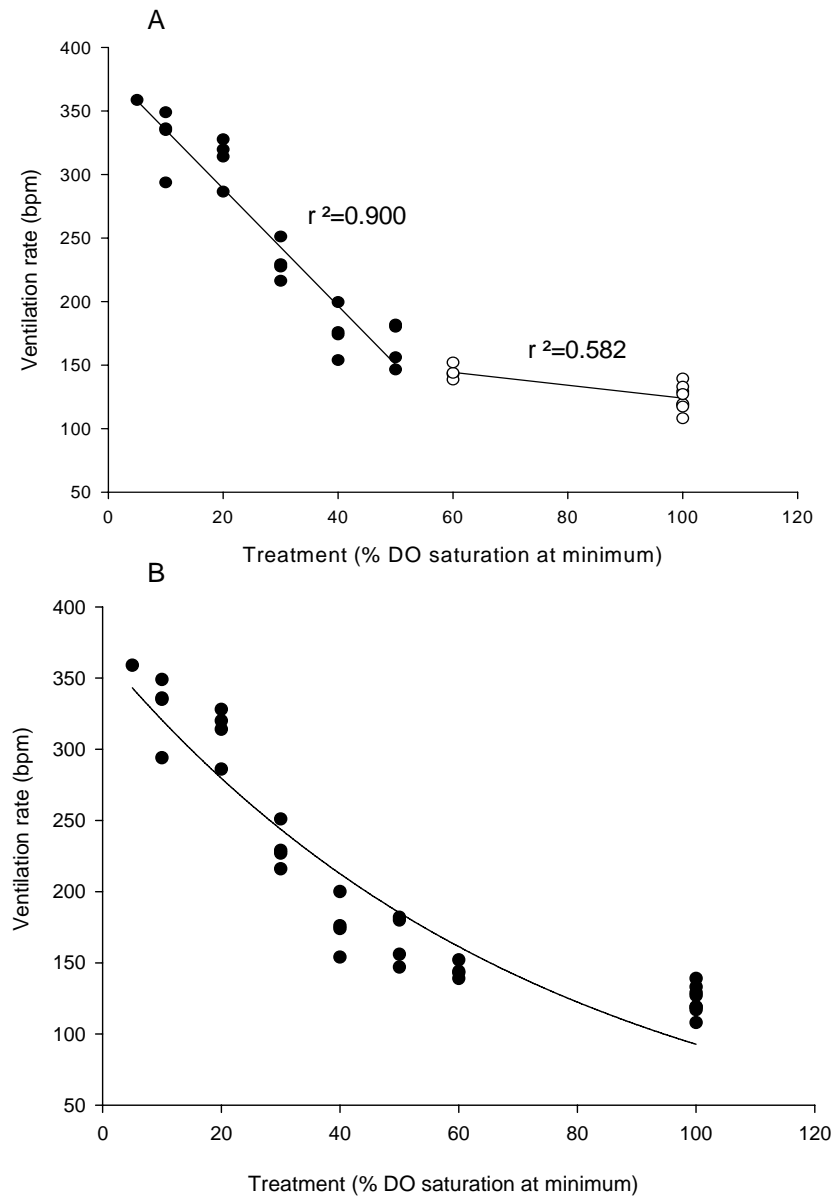 A
400
350
300
250
200
150
100
50
r ²=0.900
r ²=0.582
Ventilation rate (bpm)
0 20 40 60 80 100 120
Treatment (% DO saturation at minimum)
B
400
350
300
250
200
150
100
50
Ventilation rate (bpm)
0 20 40 60 80 100 120
Treatment (% DO saturation at minimum)